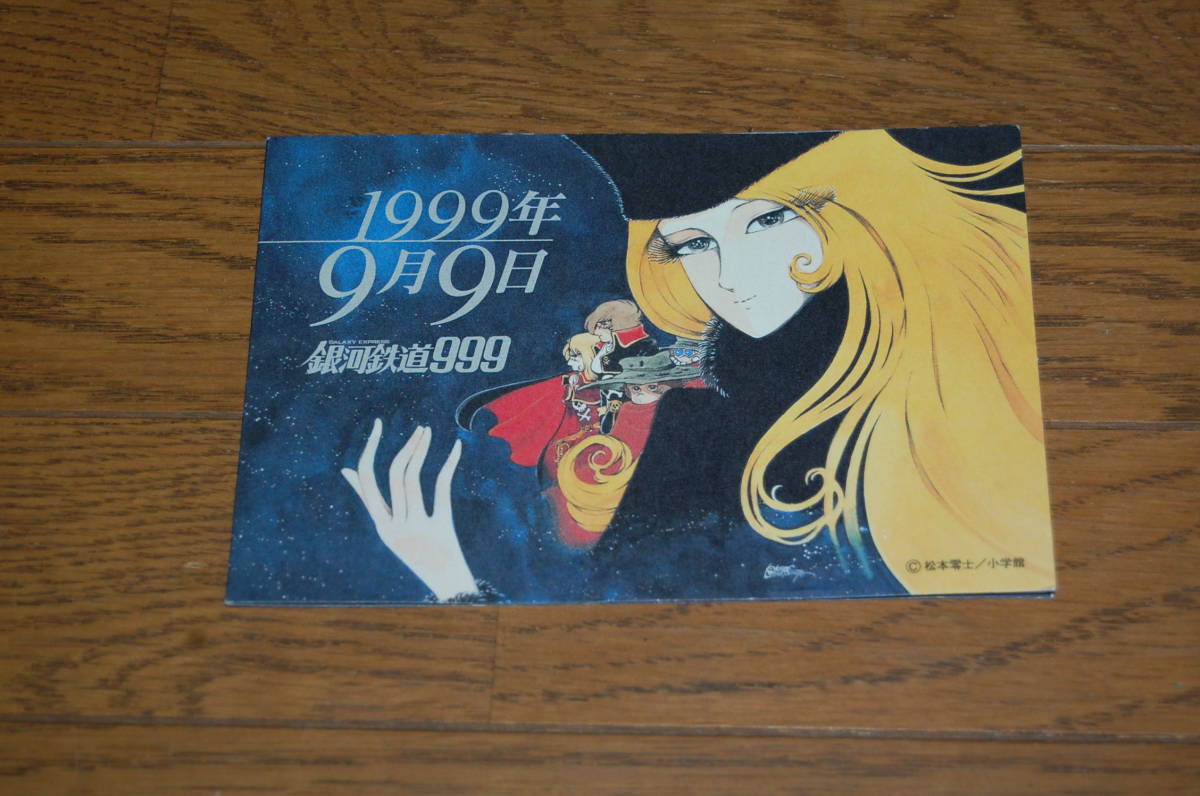 1999年
9月9日
GALAXY EXPRESS
銀河鉄道999
© 松本零士／小学館